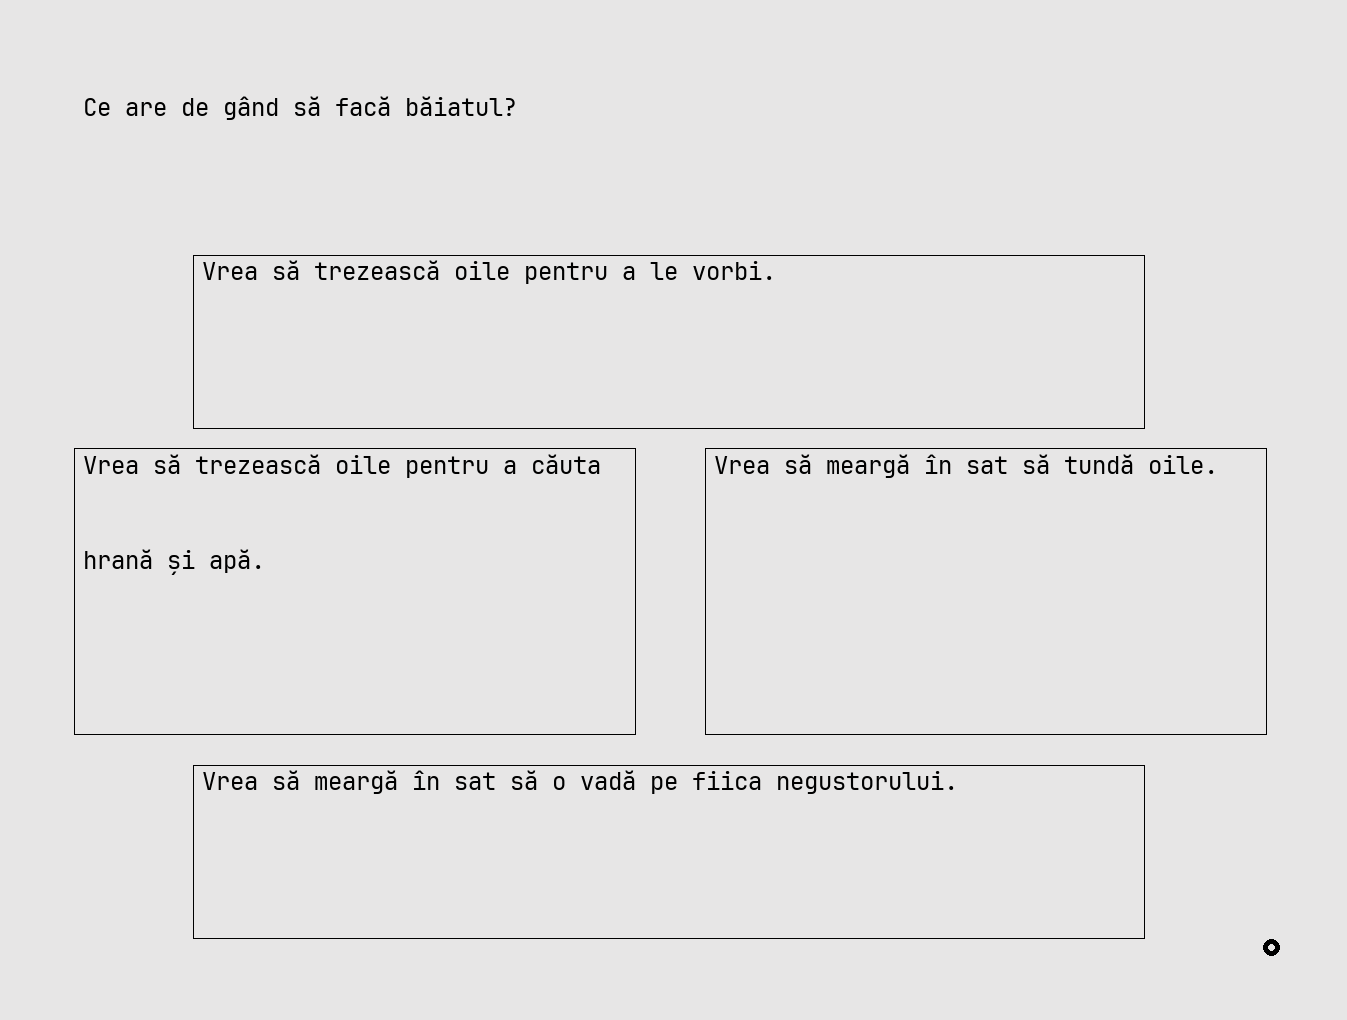 Ce are de gând să facă băiatul?
Vrea să trezească oile pentru a le vorbi.
Vrea să trezească oile pentru a căuta
hrană și apă.
Vrea să meargă în sat să tundă oile.
Vrea să meargă în sat să o vadă pe fiica negustorului.